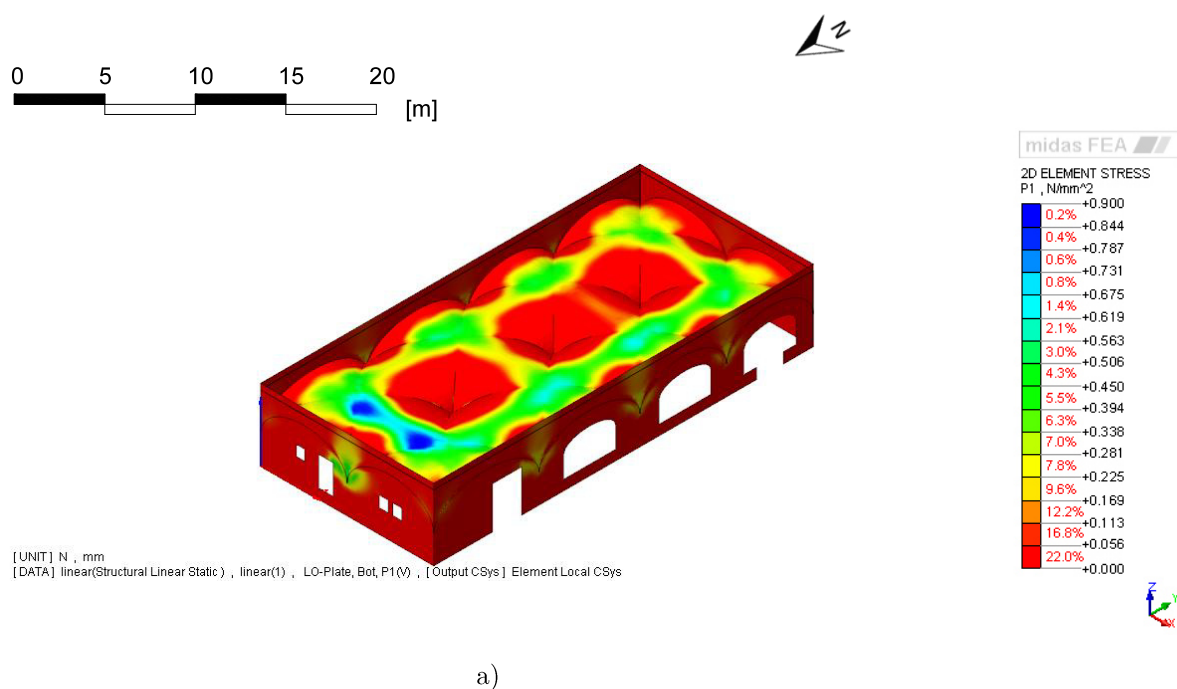 N
0 5 10 15 20
[m]
midas FEA
2D ELEMENT STRESS
P1 , N/mm^2
+0.900
0.2%
+0.844
0.4%
+0.787
0.6%
+0.731
0.8%
+0.675
1.4%
+0.619
2.1%
+0.563
3.0%
+0.506
4.3%
+0.450
5.5%
+0.394
6.3%
+0.338
7.0%
+0.281
7.8%
+0.225
9.6%
+0.169
12.2%
+0.113
16.8%
+0.056
22.0%
+0.000
[UNIT] N , mm
[DATA] linear(Structural Linear Static) , linear(1) , LO-Plate, Bot, P1(V) , [Output CSys] Element Local CSys
Z
Y
X
a)